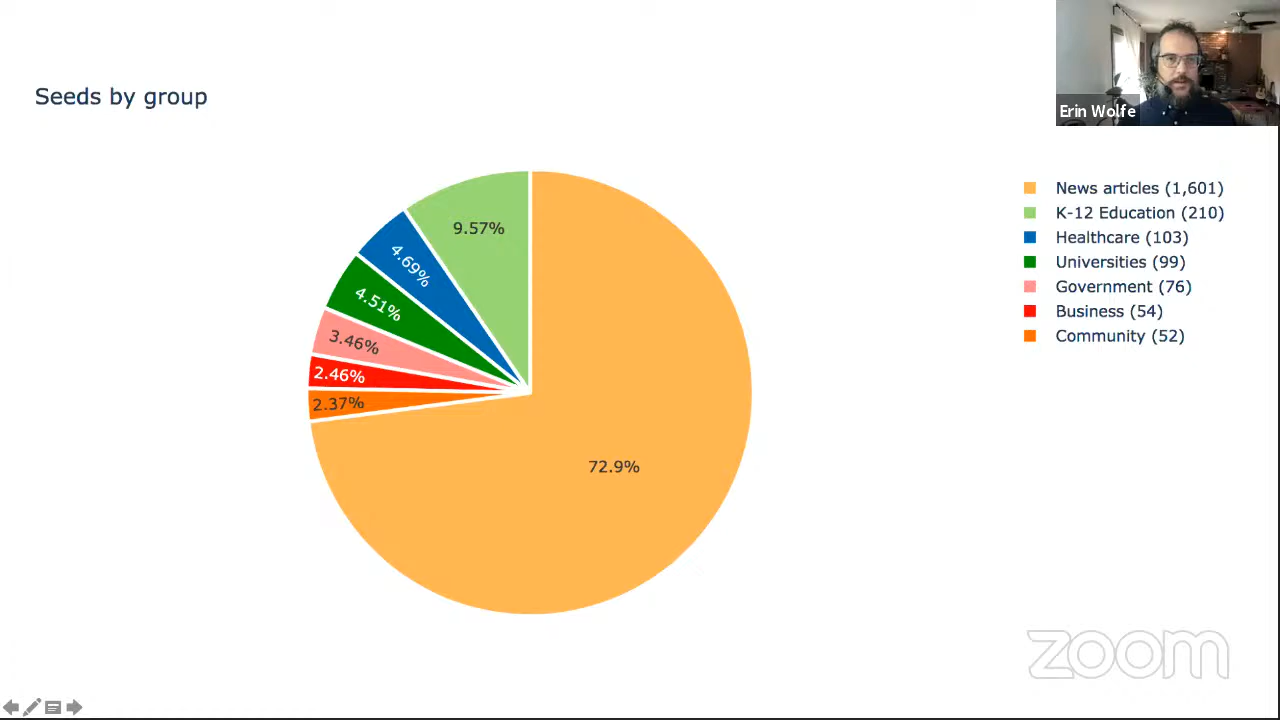 Erin Wolfe
Seeds by group
News articles (1,601)
K-12 Education (210)
Healthcare (103)
Universities (99)
Government (76)
Business (54)
Community (52)
9.57%
4.69%
4.51%
3.46%
2.46%
2.37%
72.9%
zoom